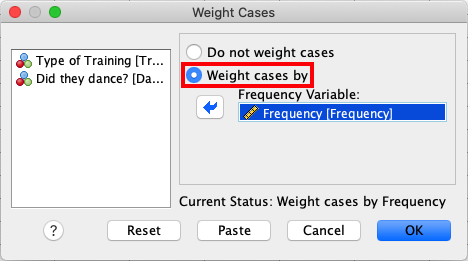 Weight Cases
Type of Training [Tr...
Did they dance? [Da...
Do not weight cases
Weight cases by
Frequency Variable:
Frequency [Frequency]
Current Status: Weight cases by Frequency
?
Reset
Paste
Cancel
OK